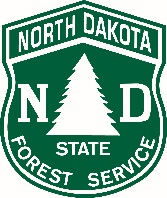 NORTH DAKOTA
N D
STATE
FOREST SERVICE